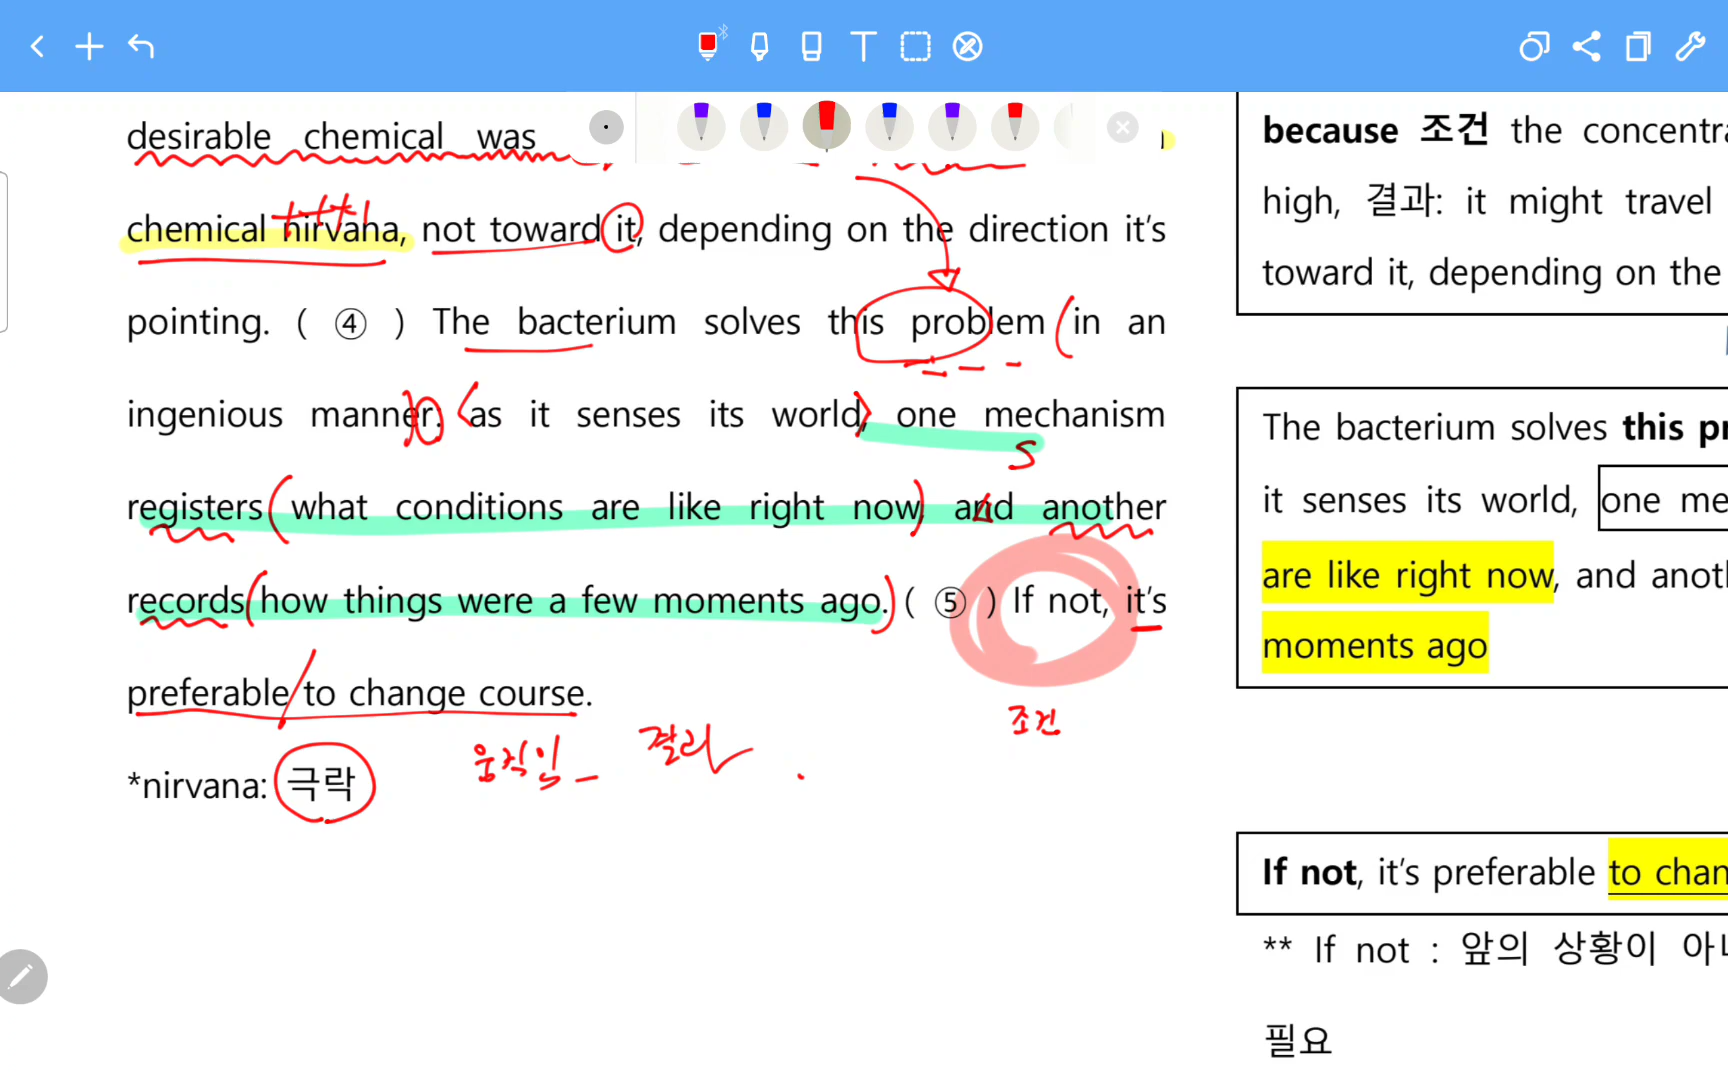 desirable chemical was
chemical nirvana, not toward it, depending on the direction it's
pointing. ( ④ ) The bacterium solves this problem (in an
ingenious manner: <as it senses its world,> one mechanism
S
registers (what conditions are like right now) and another
records (how things were a few moments ago.) ( ⑤ ) If not, it's
preferable / to change course.
조건
움직임
*nirvana: 극락
because 조건 the concentra
high, 결과: it might travel
toward it, depending on the
The bacterium solves this pr
it senses its world, one me
are like right now, and anoth
moments ago
If not, it's preferable to chan
** If not : 앞의 상황이 아니
필요